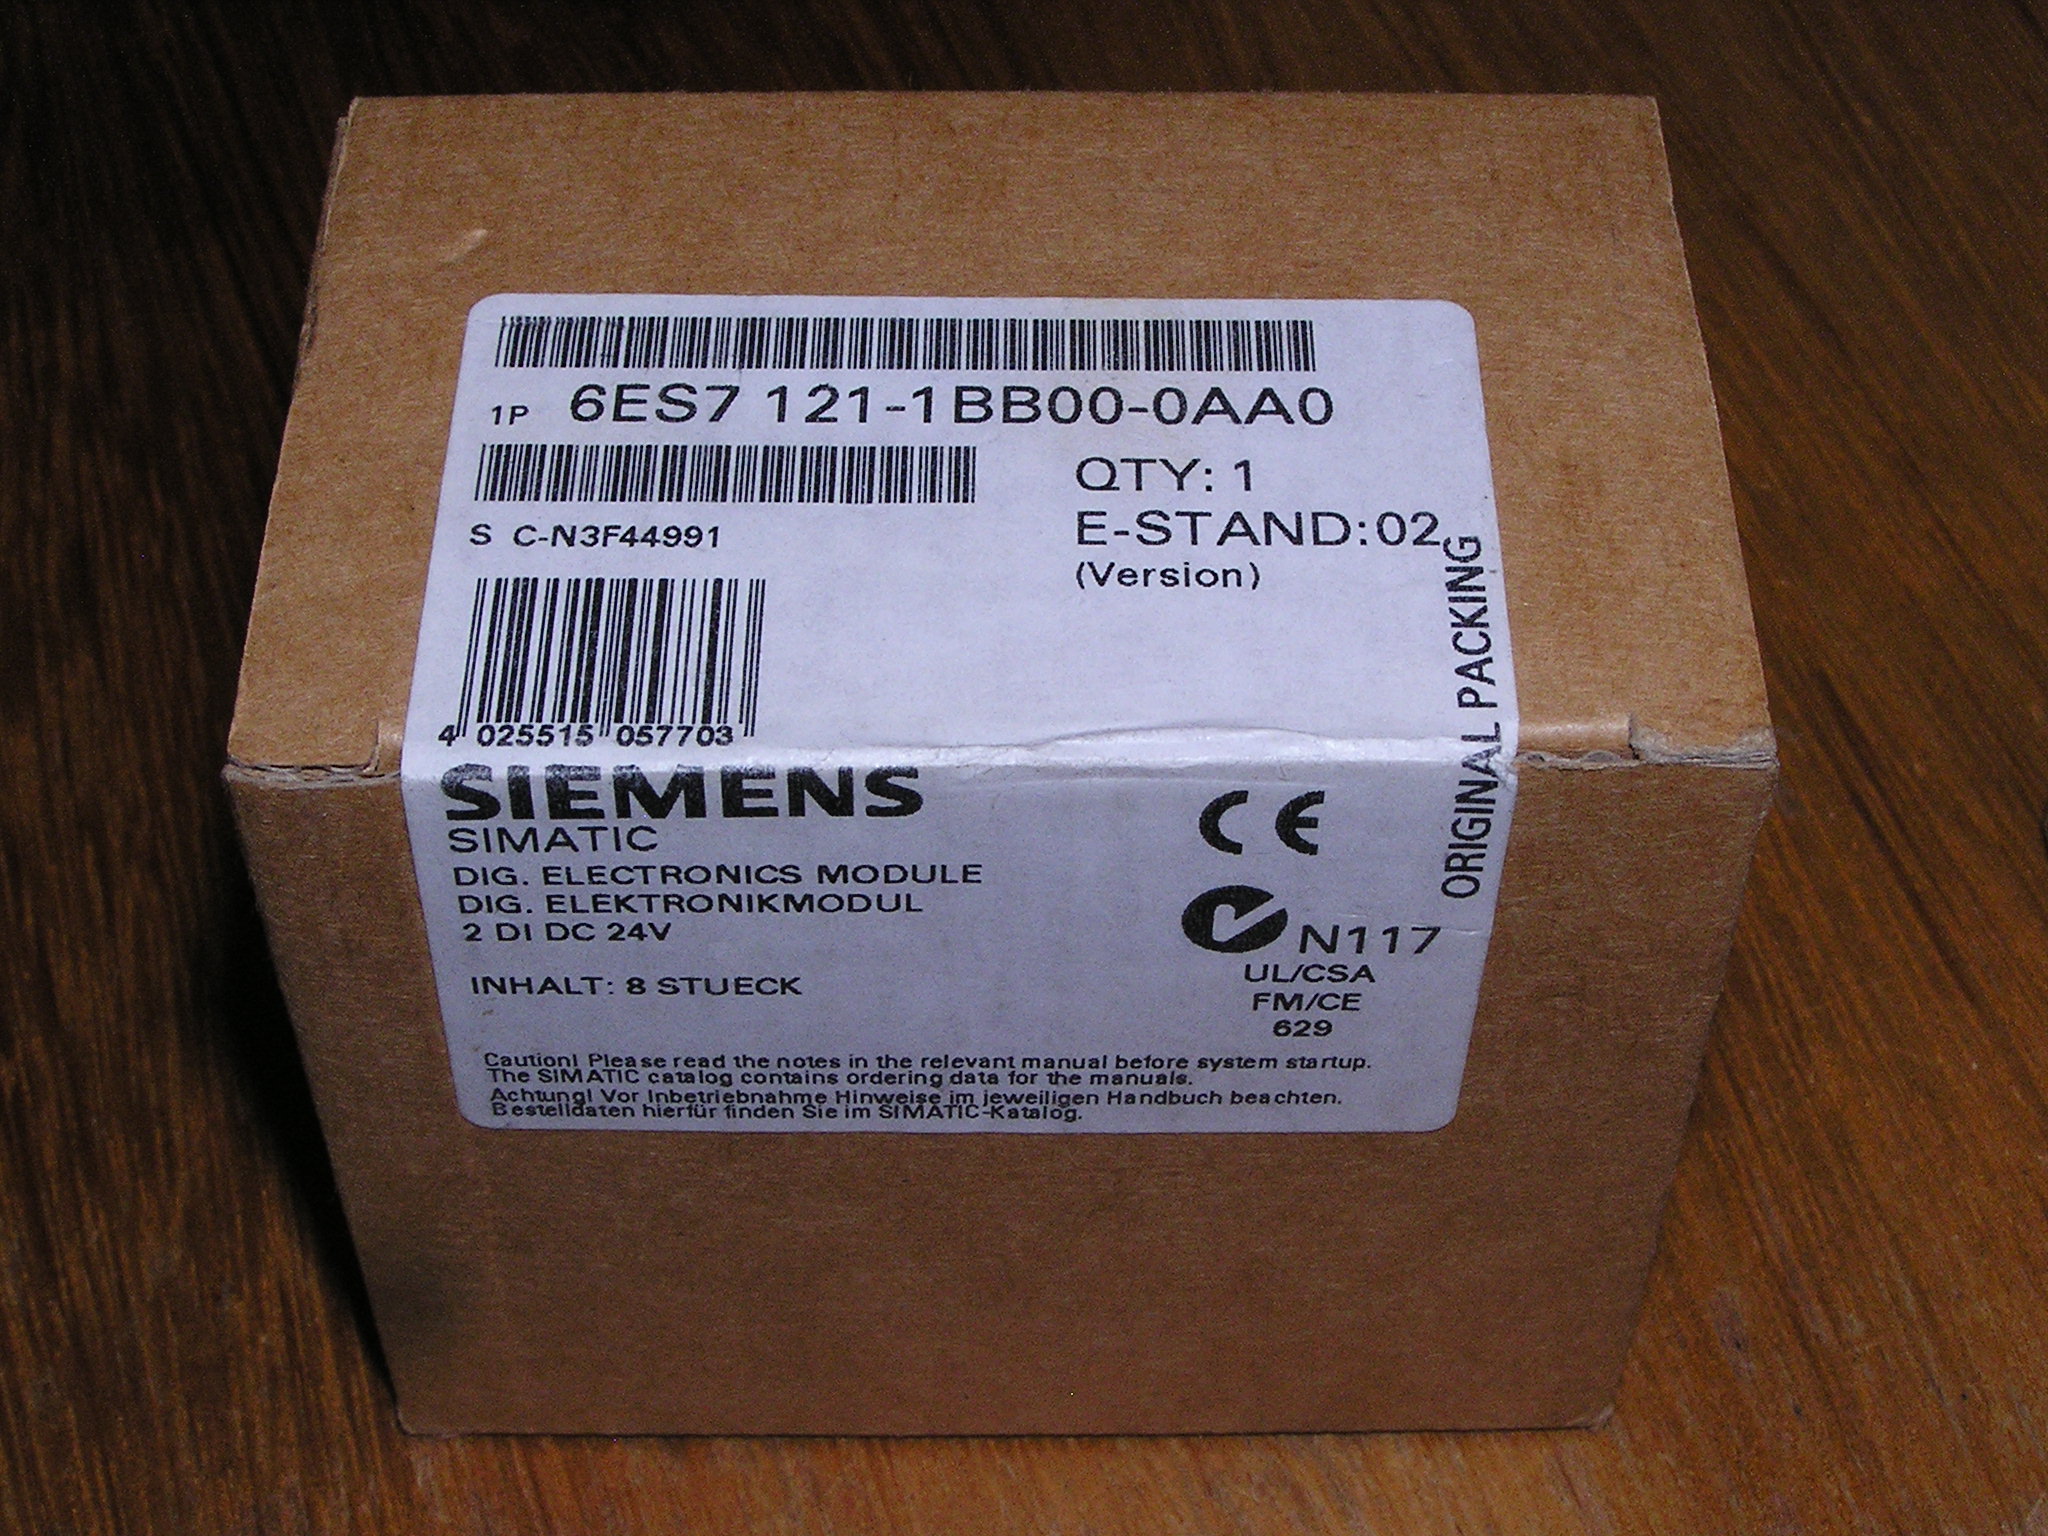 1P 6ES7 121-1BB00-0AA0
QTY: 1
S C-N3F44991
E-STAND:02
(Version)
4 025515 057703
ORIGINAL PACKING
SIEMENS
SIMATIC
DIG. ELECTRONICS MODULE
DIG. ELEKTRONIKMODUL
2 DI DC 24V
INHALT: 8 STUECK
CE
N117
UL/CSA
FM/CE
629
Caution! Please read the notes in the relevant manual before system startup.
The SIMATIC catalog contains ordering data for the manuals.
Achtung! Vor Inbetriebnahme Hinweise im jeweiligen Handbuch beachten.
Bestelldaten hierfür finden Sie im SIMATIC-Katalog.